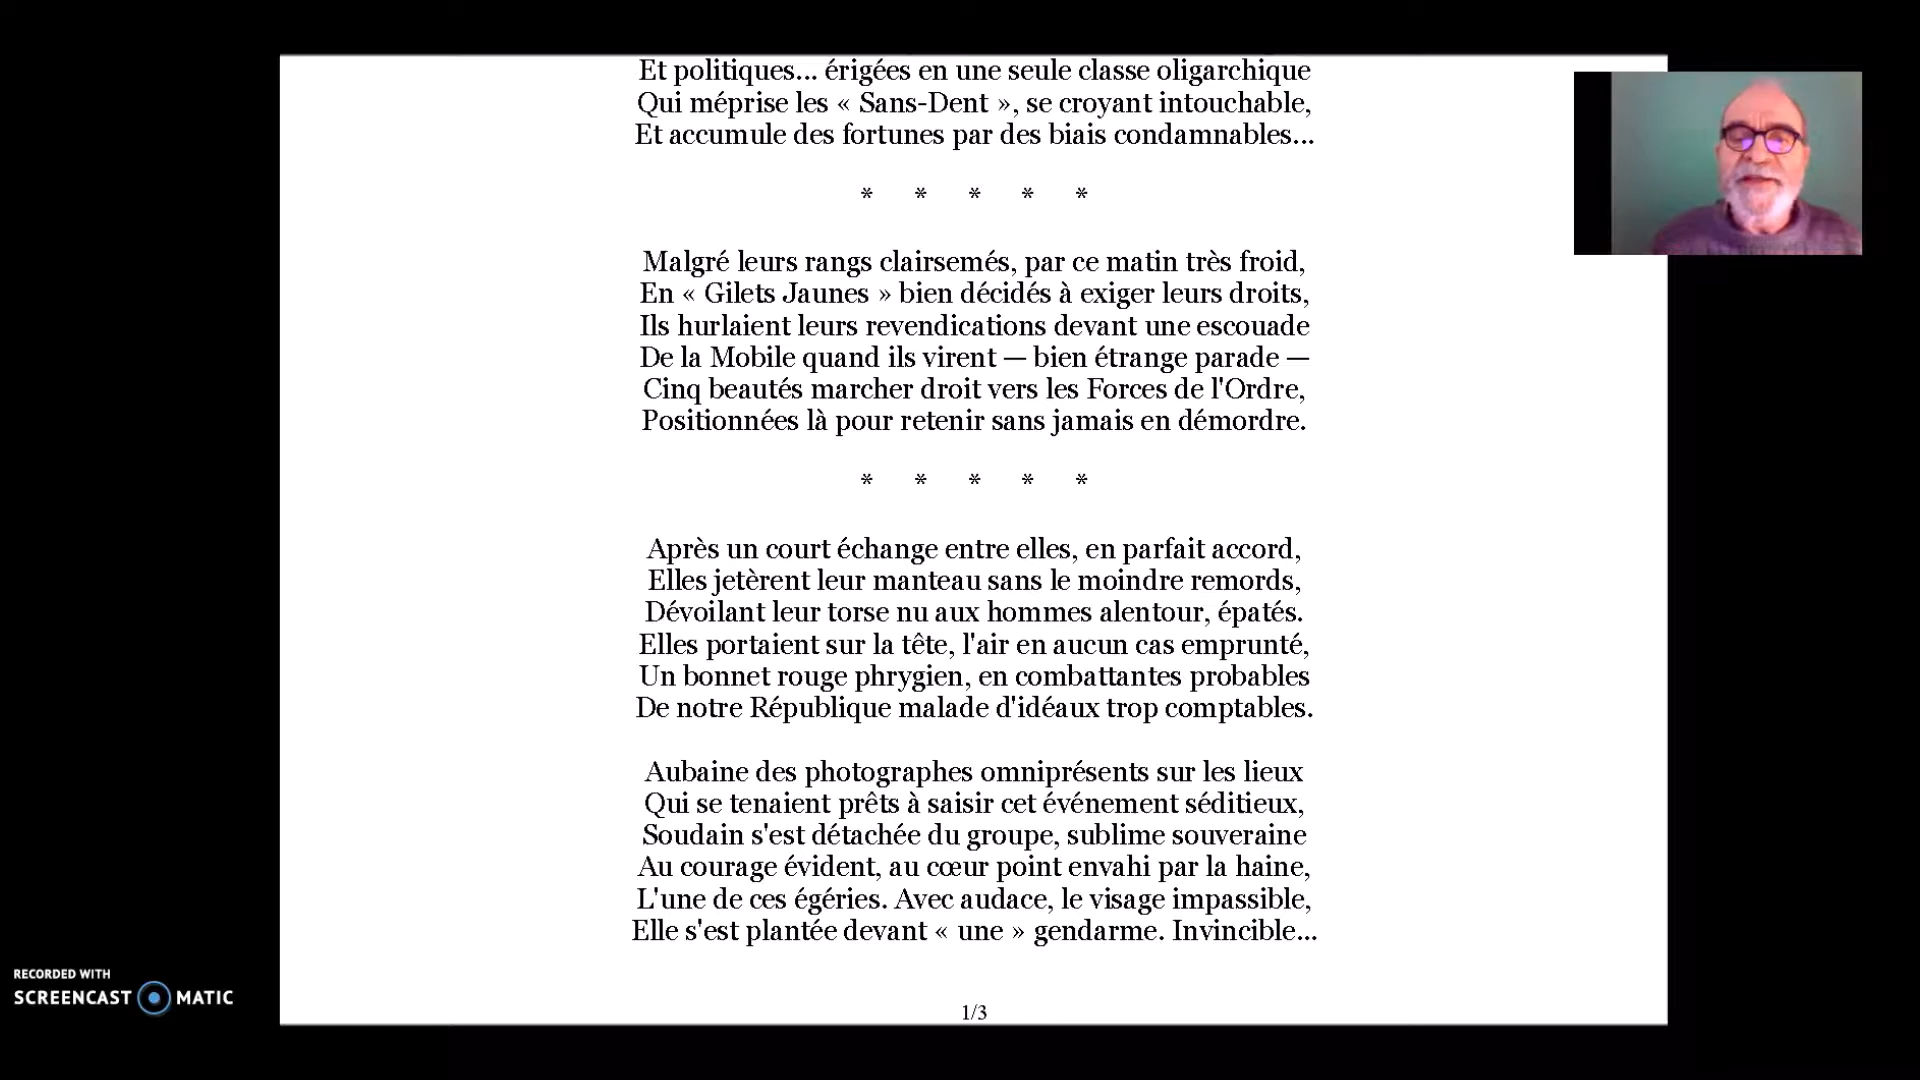 Et politiques... érigées en une seule classe oligarchique
Qui méprise les « Sans-Dent », se croyant intouchable,
Et accumule des fortunes par des biais condamnables...
* * * * *
Malgré leurs rangs clairsemés, par ce matin très froid,
En « Gilets Jaunes » bien décidés à exiger leurs droits,
Ils hurlaient leurs revendications devant une escouade
De la Mobile quand ils virent — bien étrange parade —
Cinq beautés marcher droit vers les Forces de l'Ordre,
Positionnées là pour retenir sans jamais en démordre.
* * * * *
Après un court échange entre elles, en parfait accord,
Elles jetèrent leur manteau sans le moindre remords,
Dévoilant leur torse nu aux hommes alentour, épatés.
Elles portaient sur la tête, l'air en aucun cas emprunté,
Un bonnet rouge phrygien, en combattantes probables
De notre République malade d'idéaux trop comptables.
Aubaine des photographes omniprésents sur les lieux
Qui se tenaient prêts à saisir cet événement séditieux,
Soudain s'est détachée du groupe, sublime souveraine
Au courage évident, au cœur point envahi par la haine,
L'une de ces égéries. Avec audace, le visage impassible,
Elle s'est plantée devant « une » gendarme. Invincible...
1/3
RECORDED WITH
SCREENCAST MATIC